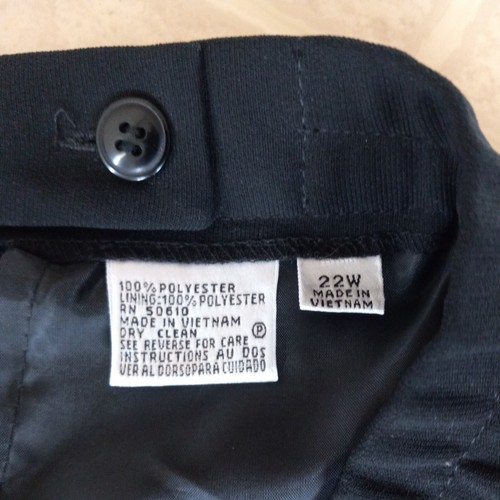 100% POLYESTER
LINING:100% POLYESTER
RN 50610
MADE IN VIETNAM
DRY CLEAN P
SEE REVERSE FOR CARE
INSTRUCTIONS AU DOS
VER AL DORSOPARA CUIDADO
22W
MADE IN
VIETNAM